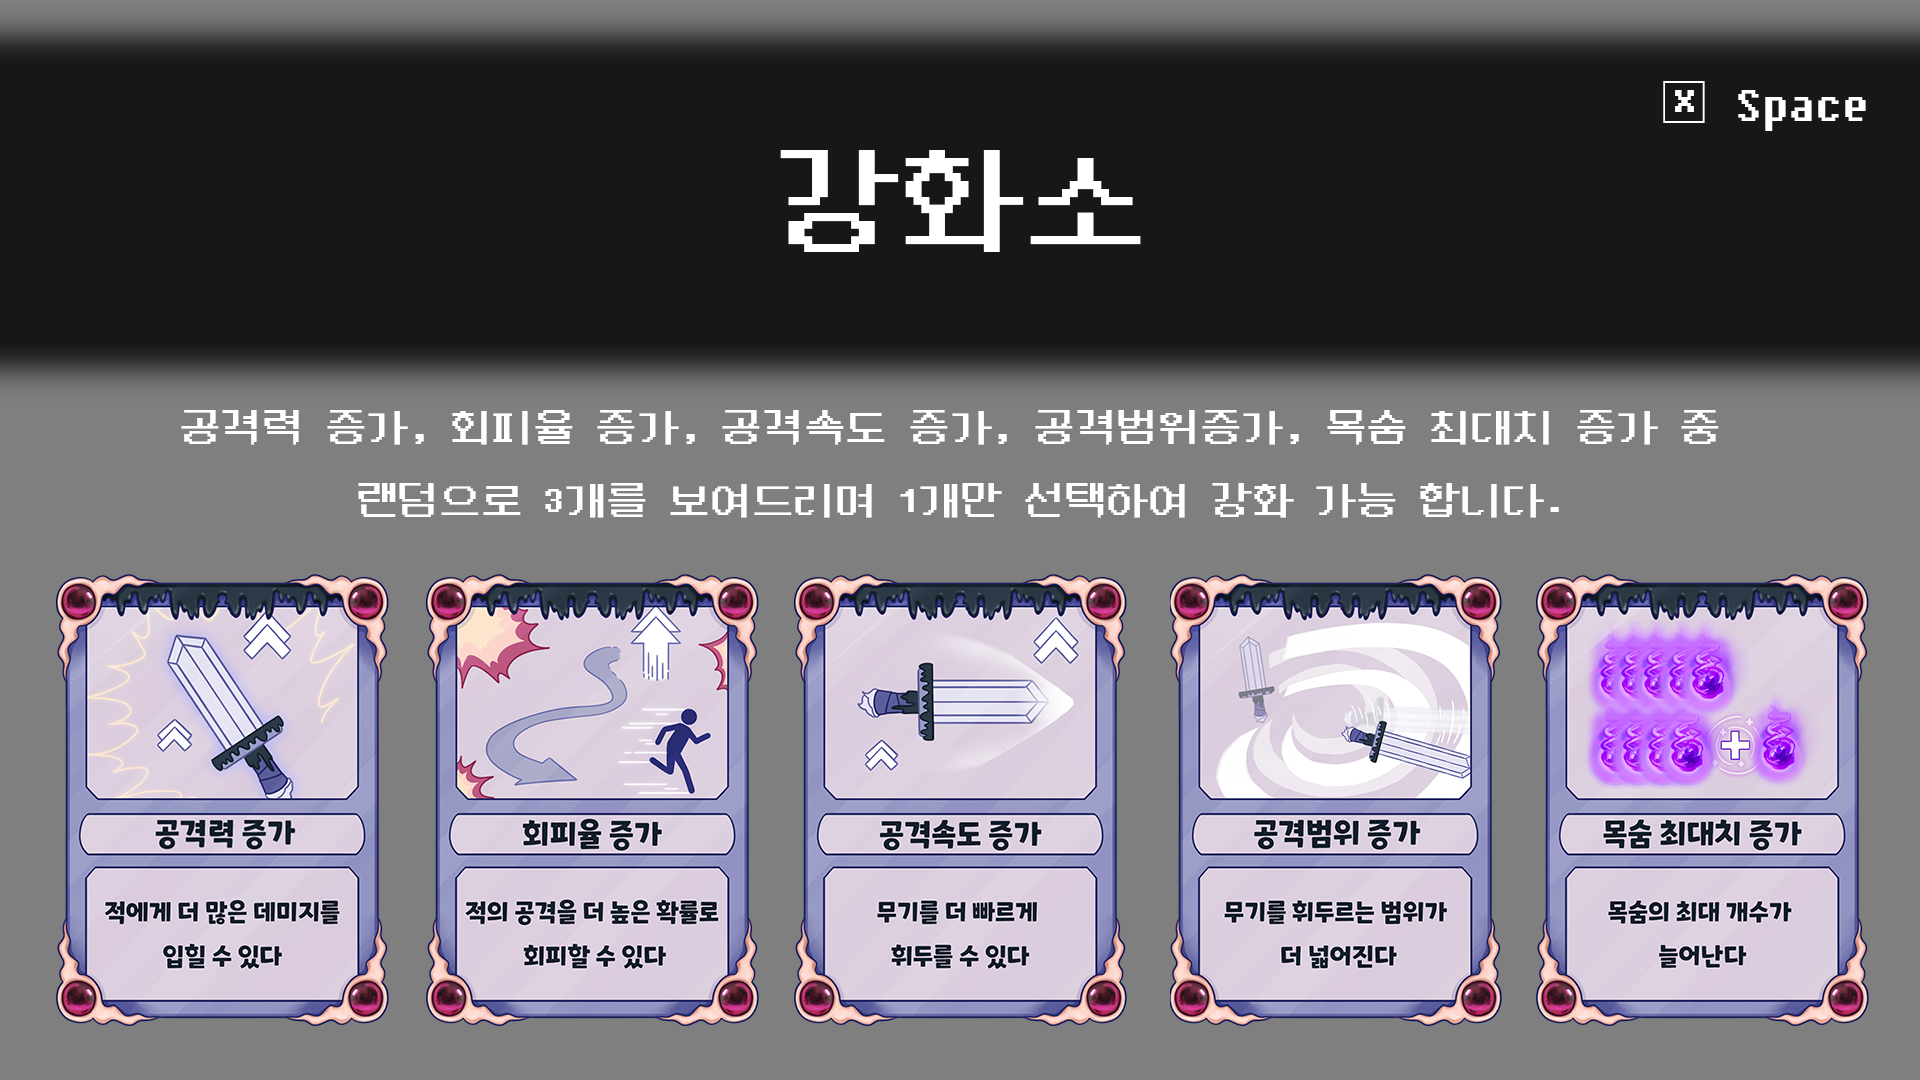 X Space
강화소
공격력 증가, 회피율 증가, 공격속도 증가, 공격범위증가, 목숨 최대치 증가 중
랜덤으로 3개를 보여드리며 1개만 선택하여 강화 가능 합니다.
공격력 증가
적에게 더 많은 데미지를
입힐 수 있다
회피율 증가
적의 공격을 더 높은 확률로
회피할 수 있다
공격속도 증가
무기를 더 빠르게
휘두를 수 있다
공격범위 증가
무기를 휘두르는 범위가
더 넓어진다
목숨 최대치 증가
목숨의 최대 개수가
늘어난다